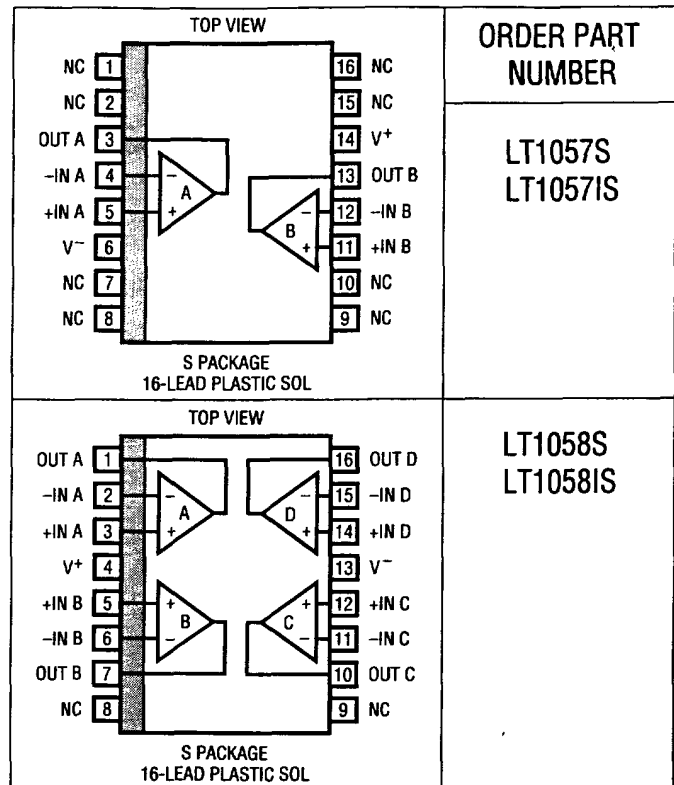 TOP VIEW
NC 1
NC 2
OUT A 3
–IN A 4
+IN A 5
V– 6
NC 7
NC 8
16 NC
15 NC
14 V+
13 OUT B
12 –IN B
11 +IN B
10 NC
9 NC
– A +
– B +
S PACKAGE
16-LEAD PLASTIC SOL
ORDER PART
NUMBER
LT1057S
LT1057IS
TOP VIEW
OUT A 1
–IN A 2
+IN A 3
V+ 4
+IN B 5
–IN B 6
OUT B 7
NC 8
16 OUT D
15 –IN D
14 +IN D
13 V–
12 +IN C
11 –IN C
10 OUT C
9 NC
– A +
– D +
+ B –
+ C –
S PACKAGE
16-LEAD PLASTIC SOL
LT1058S
LT1058IS